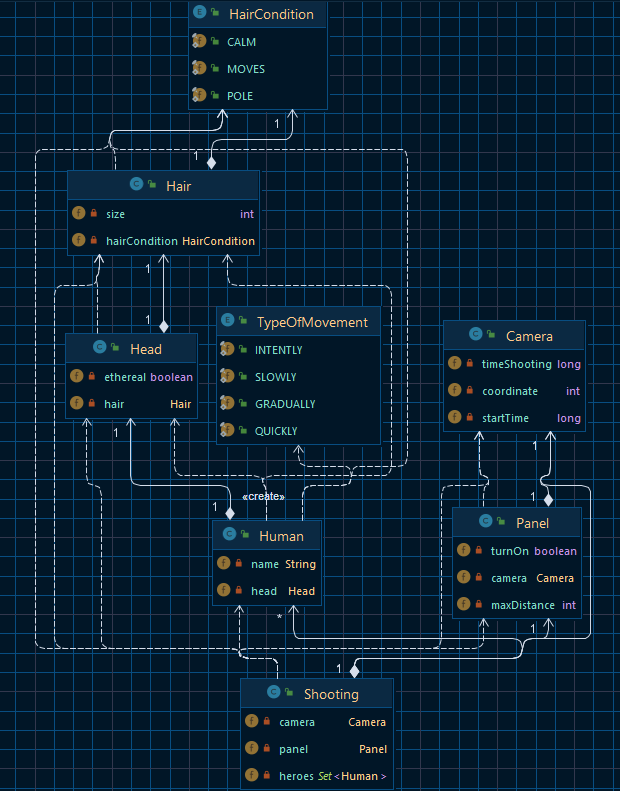 E HairCondition
f CALM
f MOVES
f POLE
1
1
C Hair
f size int
f hairCondition HairCondition
1
1
E TypeOfMovement
f INTENTLY
f SLOWLY
f GRADUALLY
f QUICKLY
C Camera
f timeShooting long
f coordinate int
f startTime long
C Head
f ethereal boolean
f hair Hair
1
1
1
1
«create»
C Human
f name String
f head Head
C Panel
f turnOn boolean
f camera Camera
f maxDistance int
*
1
1
C Shooting
f camera Camera
f panel Panel
f heroes Set<Human>